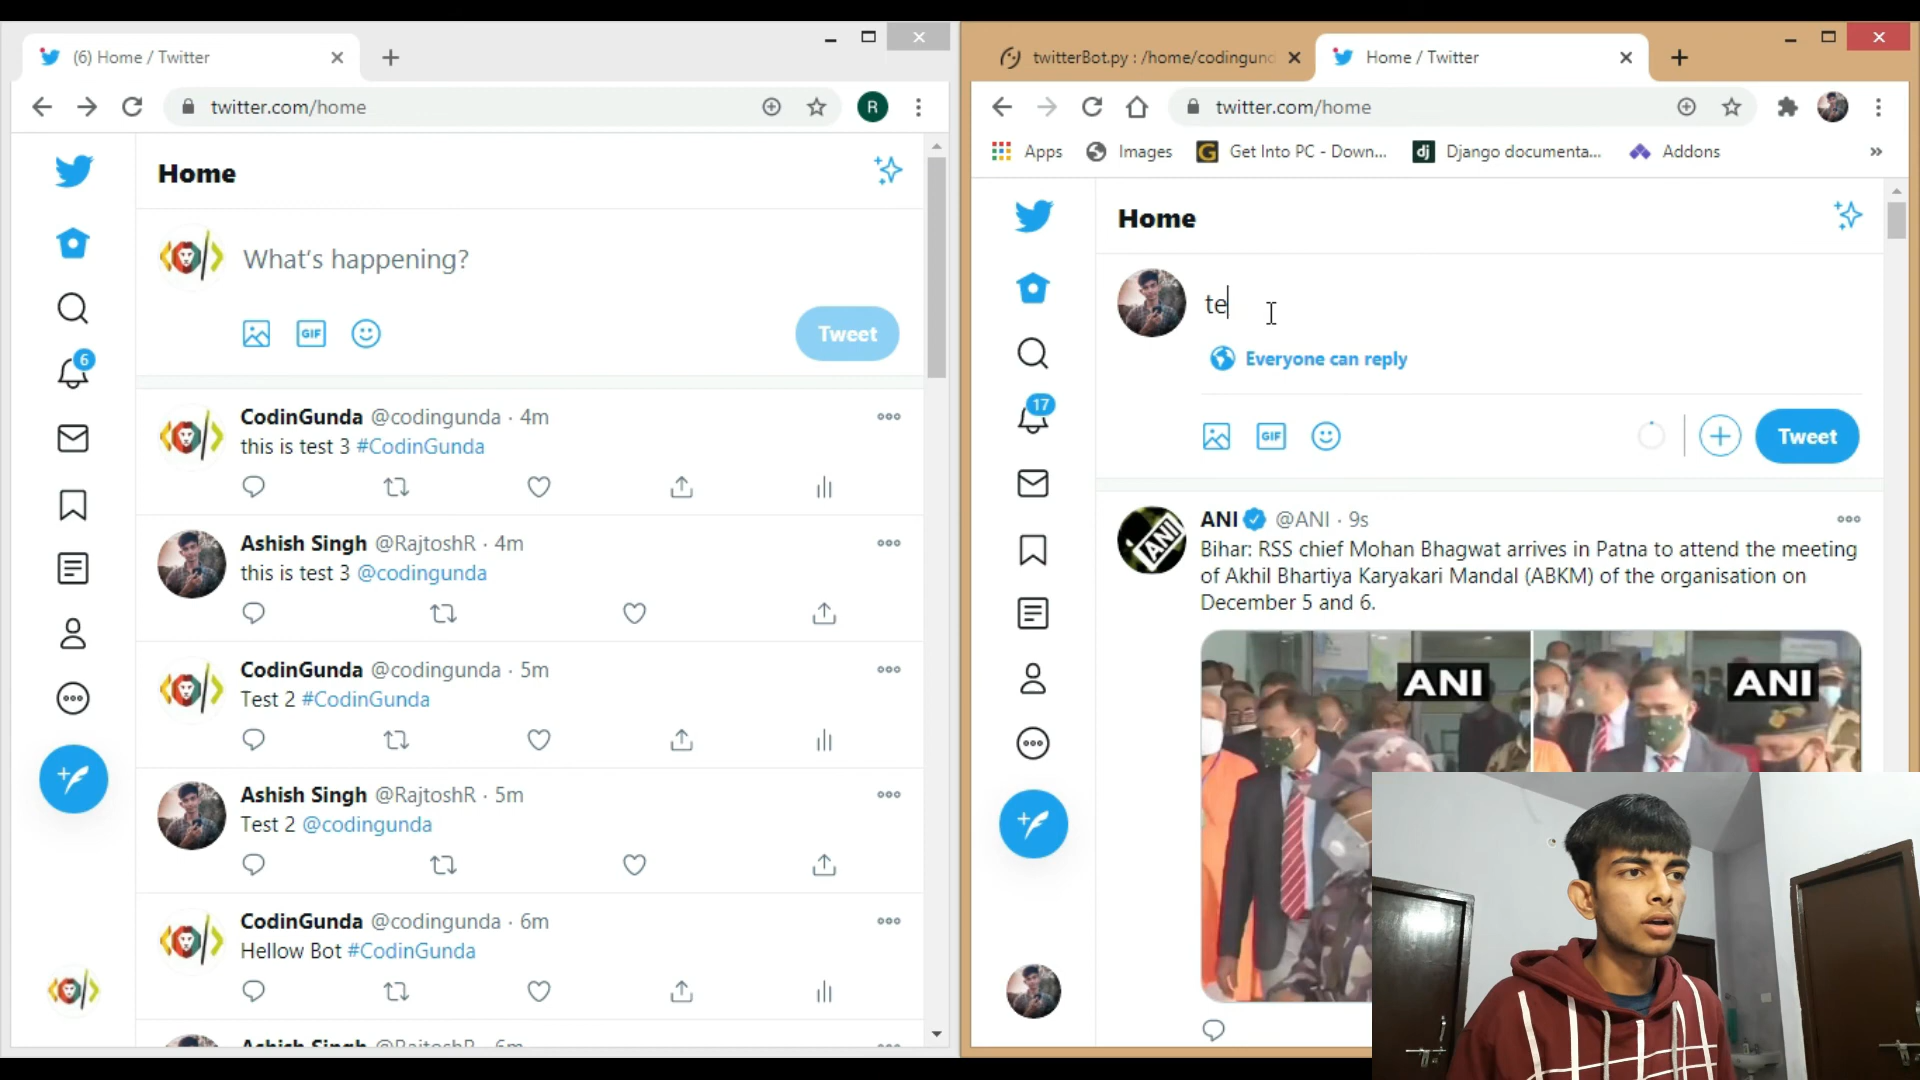 (6) Home / Twitter
twitter.com/home
R
Home
What's happening?
GIF
Tweet
6
CodinGunda @codingunda · 4m
this is test 3 #CodinGunda
Ashish Singh @RajtoshR · 4m
this is test 3 @codingunda
CodinGunda @codingunda · 5m
Test 2 #CodinGunda
Ashish Singh @RajtoshR · 5m
Test 2 @codingunda
CodinGunda @codingunda · 6m
Hellow Bot #CodinGunda
Ashish Singh @RajtoshR · 6m
twitterBot.py : /home/codingund
Home / Twitter
twitter.com/home
Apps
Images
Get Into PC - Down...
dj Django documenta...
Addons
»
Home
te
Everyone can reply
17
GIF
Tweet
ANI @ANI · 9s
Bihar: RSS chief Mohan Bhagwat arrives in Patna to attend the meeting
of Akhil Bhartiya Karyakari Mandal (ABKM) of the organisation on
December 5 and 6.
ANI
ANI
ANI